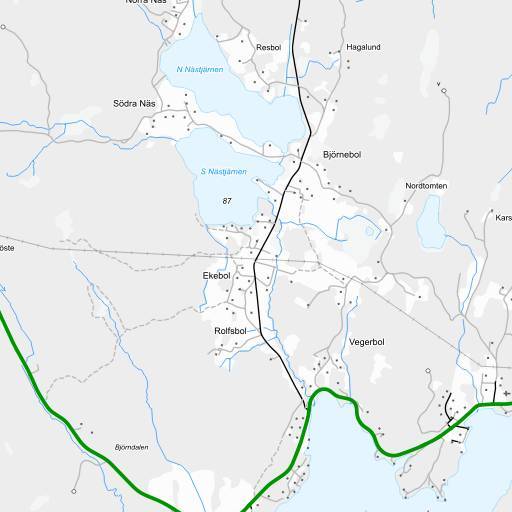 Norra Näs
Resbol
Hagalund
N Nästjärnen
Södra Näs
Björnebol
S Nästjärnen
Nordtomten
87
Kars
öste
Ekebol
Rolfsbol
Vegerbol
Björndalen